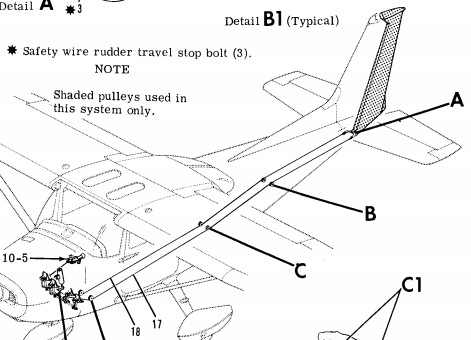 Detail A
✱ 3
Detail B1 (Typical)
✱ Safety wire rudder travel stop bolt (3).
NOTE
Shaded pulleys used in
this system only.
A
B
C
10-5
C1
17
18